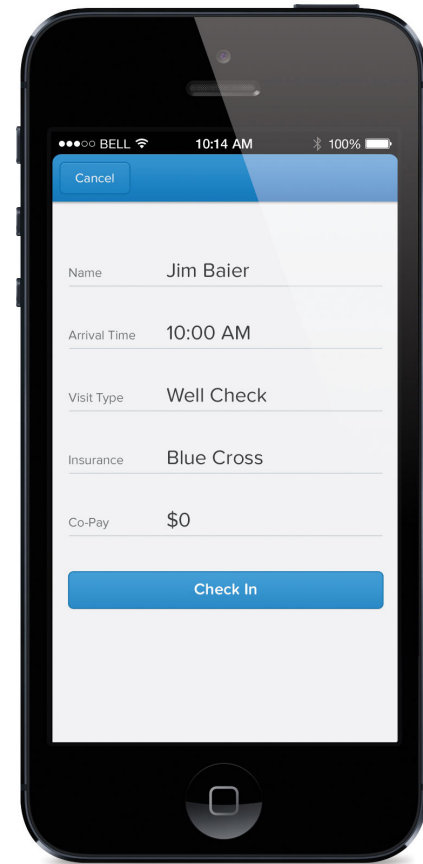 BELL 10:14 AM 100%
Cancel
Name Jim Baier
Arrival Time 10:00 AM
Visit Type Well Check
Insurance Blue Cross
Co-Pay $0
Check In